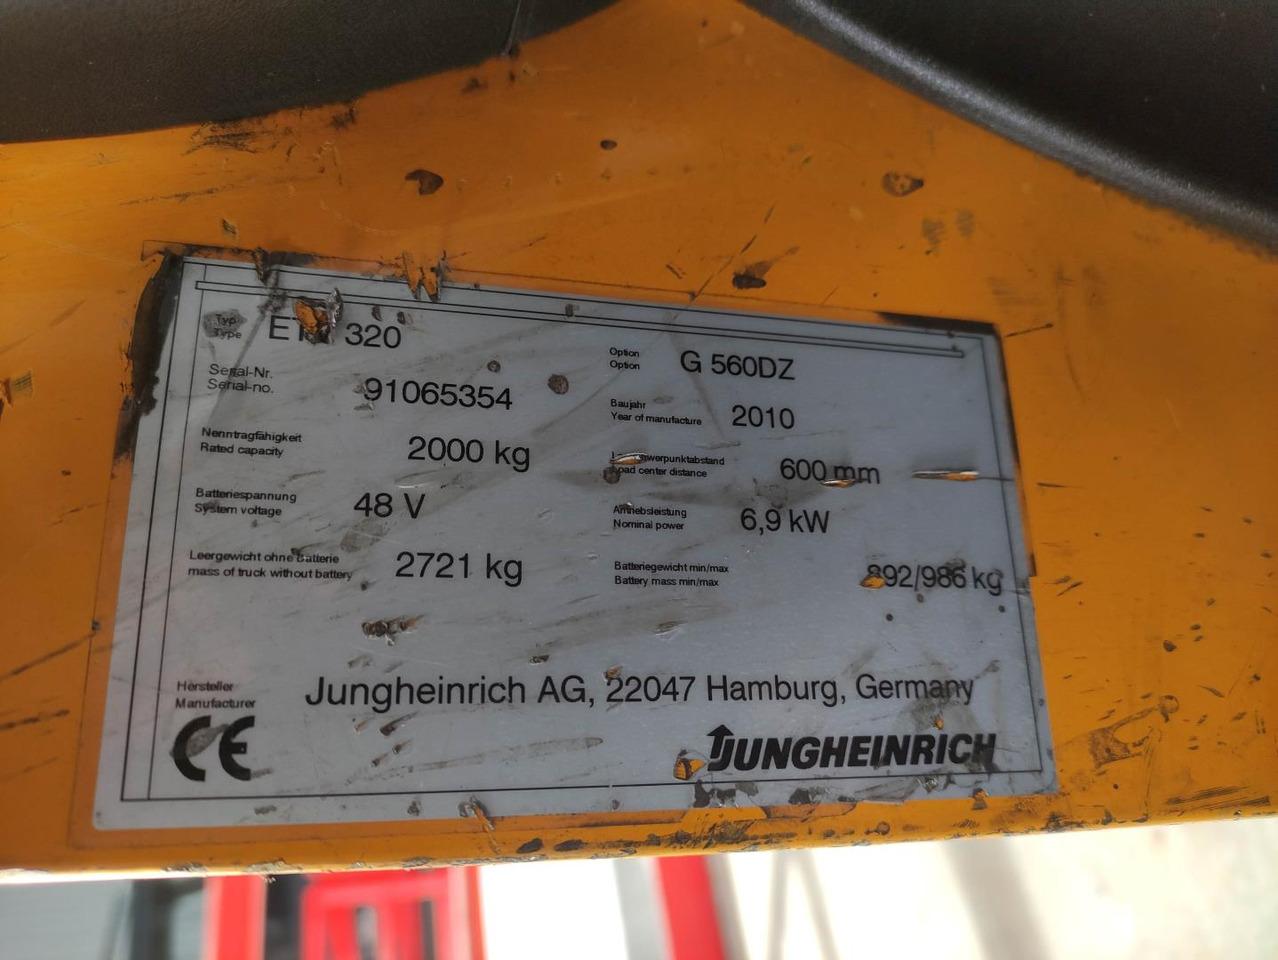 Typ
Type
320
Serial-Nr.
Serial-no.
91065354
Nenntragfähigkeit
Rated capacity
2000 kg
Batteriespannung
System voltage
48 V
Leergewicht ohne Batterie
mass of truck without battery
2721 kg
Option
Option
G 560DZ
Baujahr
Year of manufacture
2010
Load center distance
600 mm
Antriebsleistung
Nominal power
6,9 kW
Batteriegewicht min/max
Battery mass min/max
892/986 kg
Hersteller
Manufacturer
Jungheinrich AG, 22047 Hamburg, Germany
CE
JUNGHEINRICH